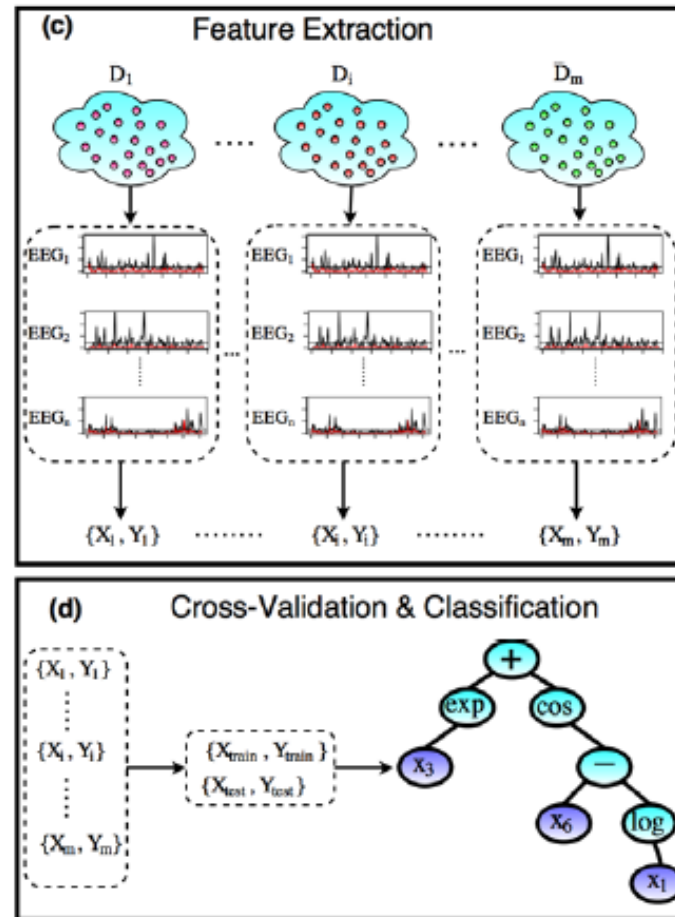 (c) Feature Extraction
D₁ Dᵢ D̄ₘ
EEG₁ EEG₁ EEG₁
EEG₂ EEG₂ EEG₂
EEGₙ EEGₙ EEGₙ
{X₁, Y₁} ........ {Xᵢ, Yᵢ} ........ {Xₘ, Yₘ}
(d) Cross-Validation & Classification
{X₁, Y₁}
{Xᵢ, Yᵢ}
{Xₘ, Yₘ}
{Xtrain, Ytrain}
{Xtest, Ytest}
+
exp cos
x₃ −
x₆ log
x₁